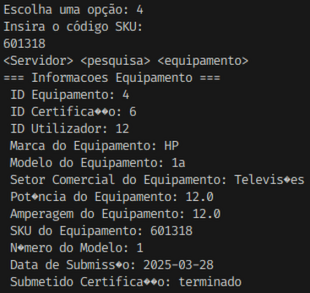 Escolha uma opção: 4
Insira o código SKU:
601318
<Servidor> <pesquisa> <equipamento>
=== Informacoes Equipamento ===
ID Equipamento: 4
ID Certifica��o: 6
ID Utilizador: 12
Marca do Equipamento: HP
Modelo do Equipamento: 1a
Setor Comercial do Equipamento: Televis�es
Pot�ncia do Equipamento: 12.0
Amperagem do Equipamento: 12.0
SKU do Equipamento: 601318
N�mero do Modelo: 1
Data de Submiss�o: 2025-03-28
Submetido Certifica��o: terminado